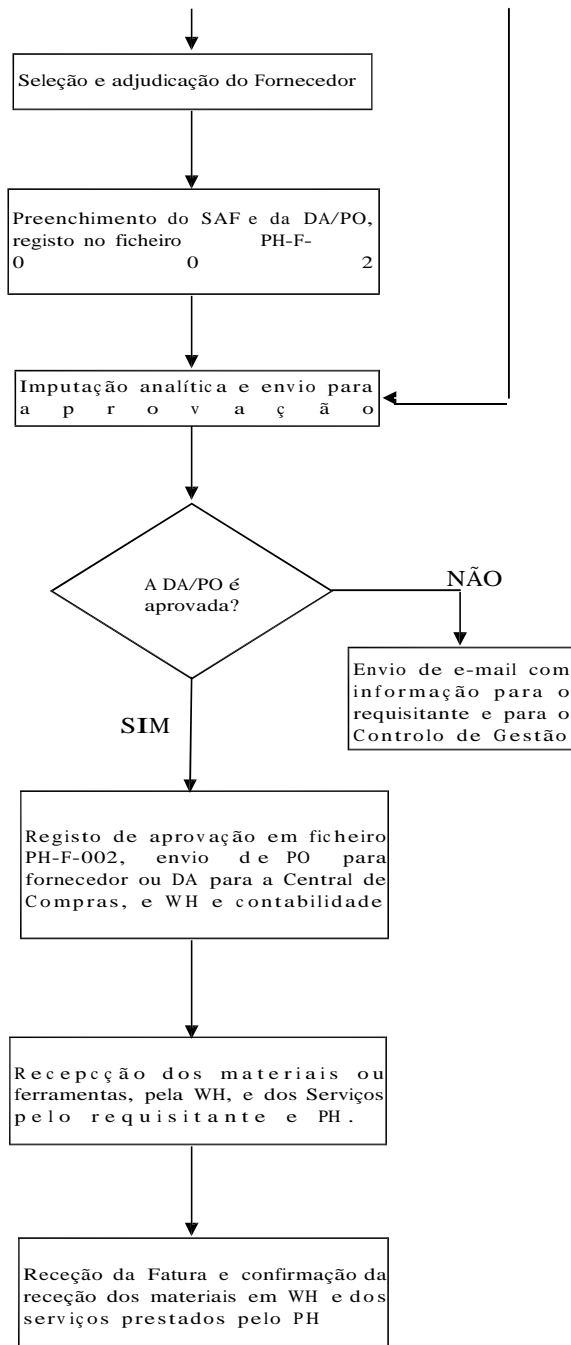 Seleção e adjudicação do Fornecedor
Preenchimento do SAF e da DA/PO,
registo no ficheiro PH-F-
0 0 2
Imputação analítica e envio para
a p r o v a ç ã o
A DA/PO é
aprovada?
NÃO
Envio de e-mail com
informação para o
requisitante e para o
Controlo de Gestão
SIM
Registo de aprovação em ficheiro
PH-F-002, envio de PO para
fornecedor ou DA para a Central de
Compras, e WH e contabilidade
Recepcção dos materiais ou
ferramentas, pela WH, e dos Serviços
pelo requisitante e PH.
Receção da Fatura e confirmação da
receção dos materiais em WH e dos
serviços prestados pelo PH